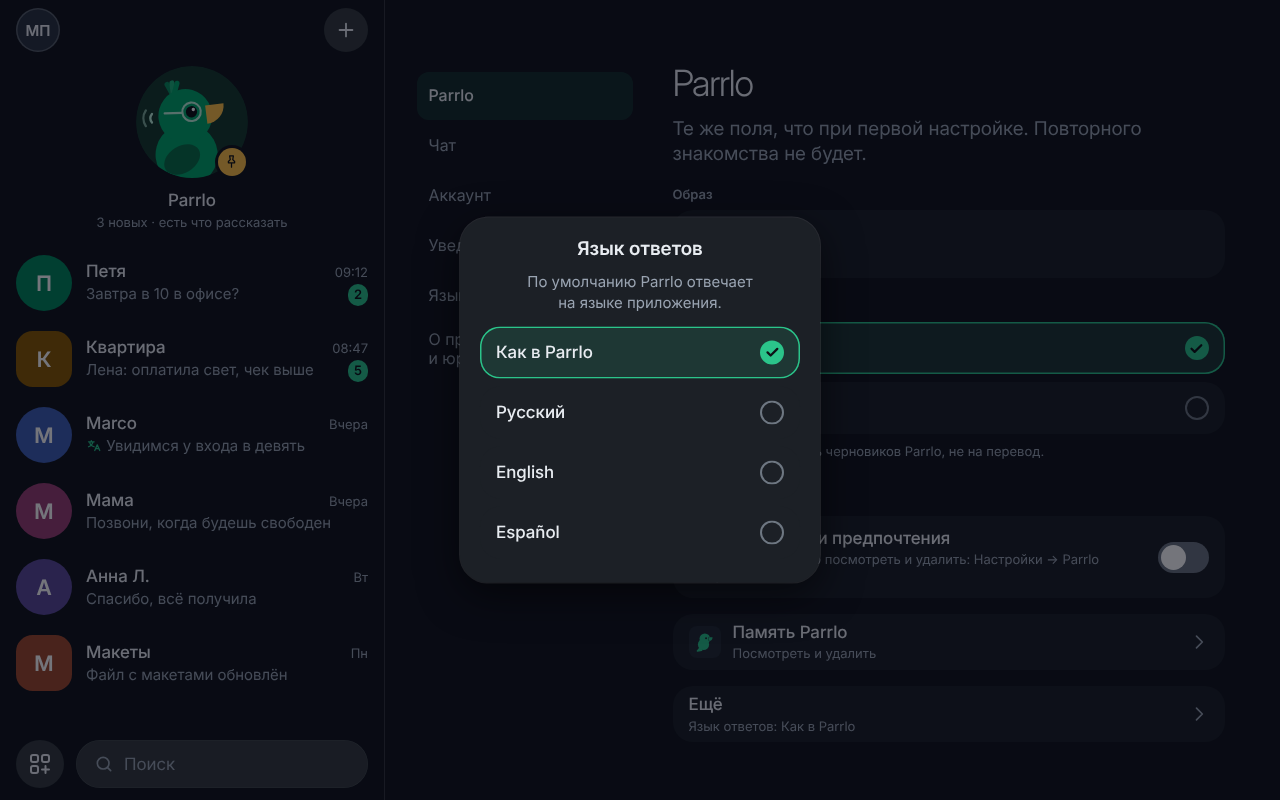 МП
Parrlo
3 новых · есть что рассказать
П
Петя
09:12
Завтра в 10 в офисе?
2
К
Квартира
08:47
Лена: оплатила свет, чек выше
5
М
Marco
Вчера
Увидимся у входа в девять
М
Мама
Вчера
Позвони, когда будешь свободен
А
Анна Л.
Вт
Спасибо, всё получила
М
Макеты
Пн
Файл с макетами обновлён
Поиск
Parrlo
Чат
Аккаунт
Parrlo
Те же поля, что при первой настройке. Повторного
знакомства не будет.
Образ
Язык ответов
По умолчанию Parrlo отвечает
на языке приложения.
Как в Parrlo
Русский
English
Español
черновиков Parrlo, не на перевод.
и предпочтения
посмотреть и удалить: Настройки → Parrlo
Память Parrlo
Посмотреть и удалить
Ещё
Язык ответов: Как в Parrlo